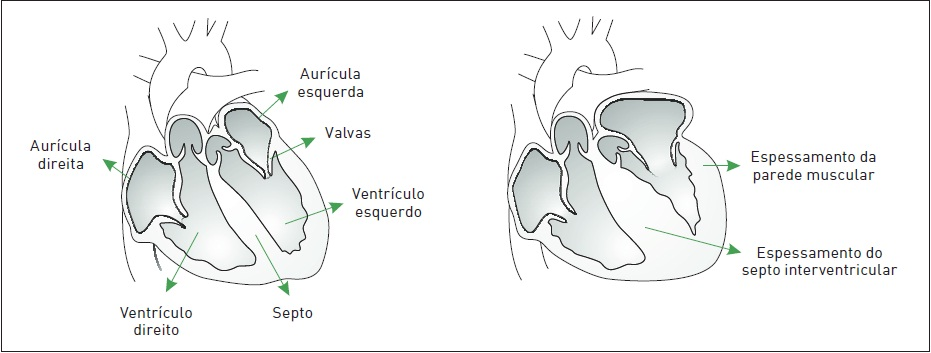 Aurícula
esquerda
Valvas
Aurícula
direita
Ventrículo
esquerdo
Ventrículo
direito
Septo
Espessamento da
parede muscular
Espessamento do
septo interventricular